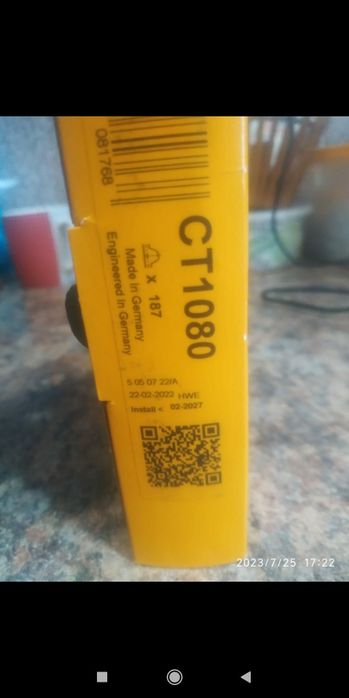 081768
CT1080
X 187
Made in Germany
Engineered in Germany
5 05 07 22/A
22-02-2022 HWE
Install < 02-2027
2023/7/25 17:22